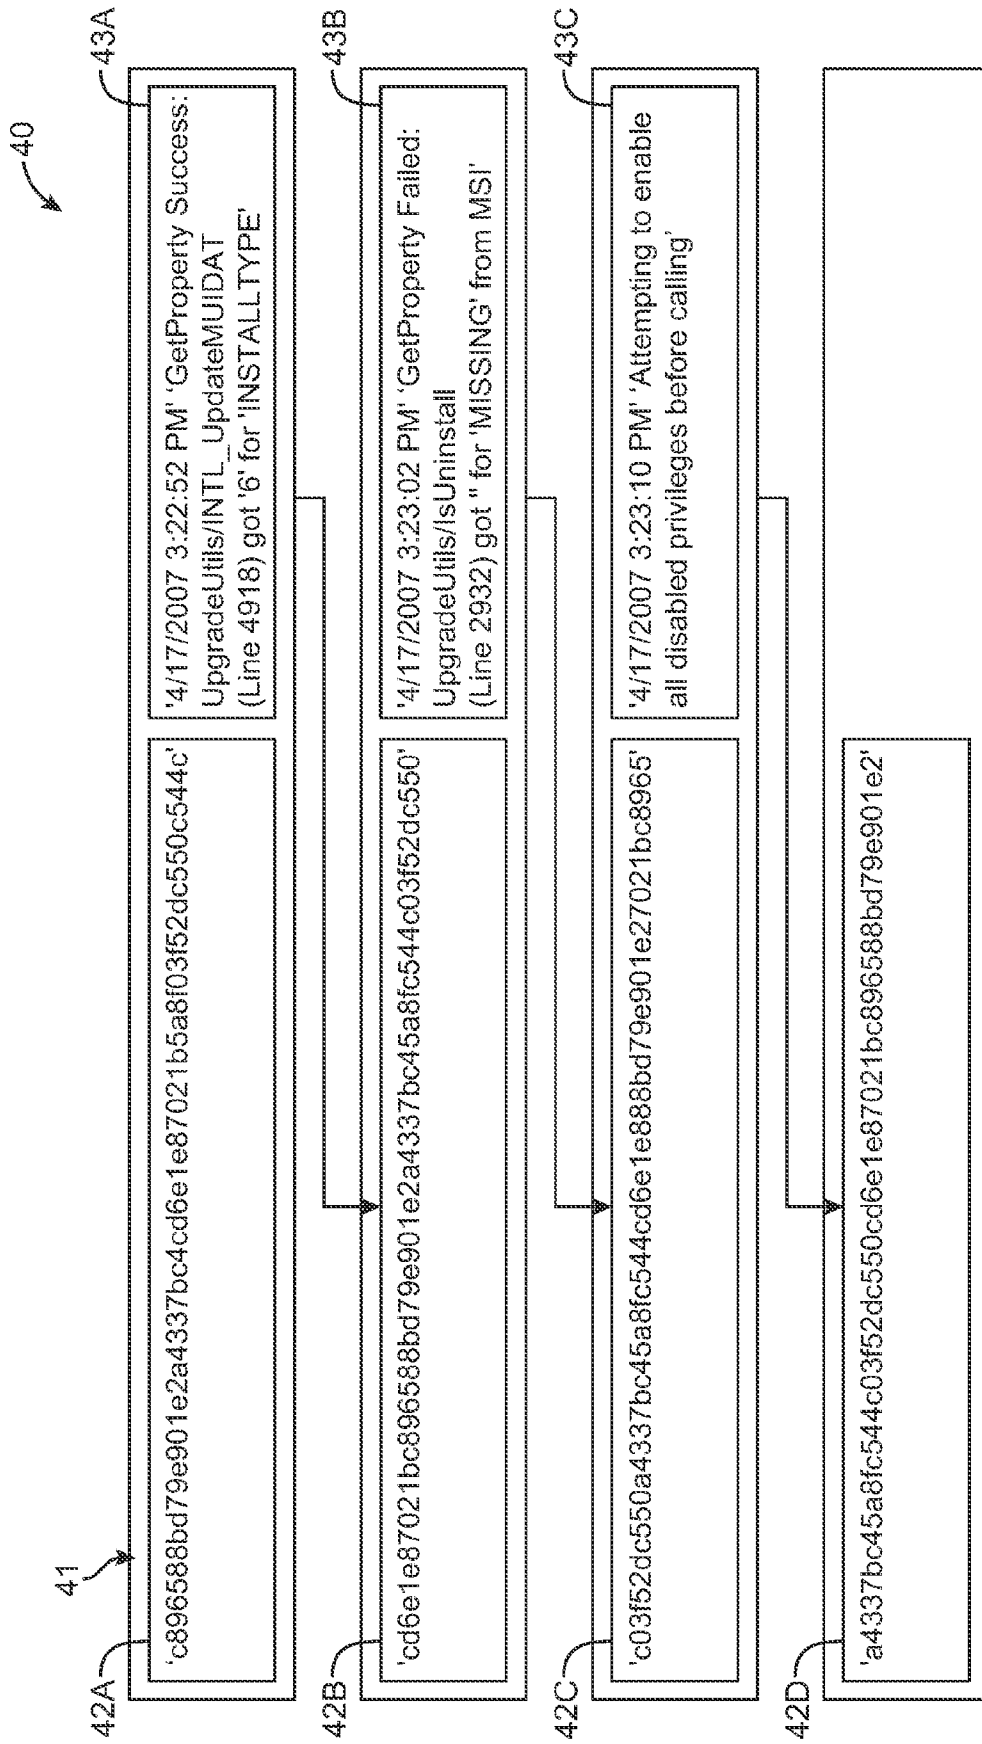 40
41
42A
'c896588bd79e901e2a4337bc4cd6e1e87021b5a8f03f52dc550c544c'
43A
'4/17/2007 3:22:52 PM' 'GetProperty Success:
UpgradeUtils/INTL_UpdateMUIDAT
(Line 4918) got '6' for 'INSTALLTYPE'
42B
'cd6e1e87021bc896588bd79e901e2a4337bc45a8fc544c03f52dc550'
43B
'4/17/2007 3:23:02 PM' 'GetProperty Failed:
UpgradeUtils/IsUninstall
(Line 2932) got '' for 'MISSING' from MSI'
42C
'c03f52dc550a4337bc45a8fc544cd6e1e888bd79e901e27021bc8965'
43C
'4/17/2007 3:23:10 PM' 'Attempting to enable
all disabled privileges before calling'
42D
'a4337bc45a8fc544c03f52dc550cd6e1e87021bc896588bd79e901e2'